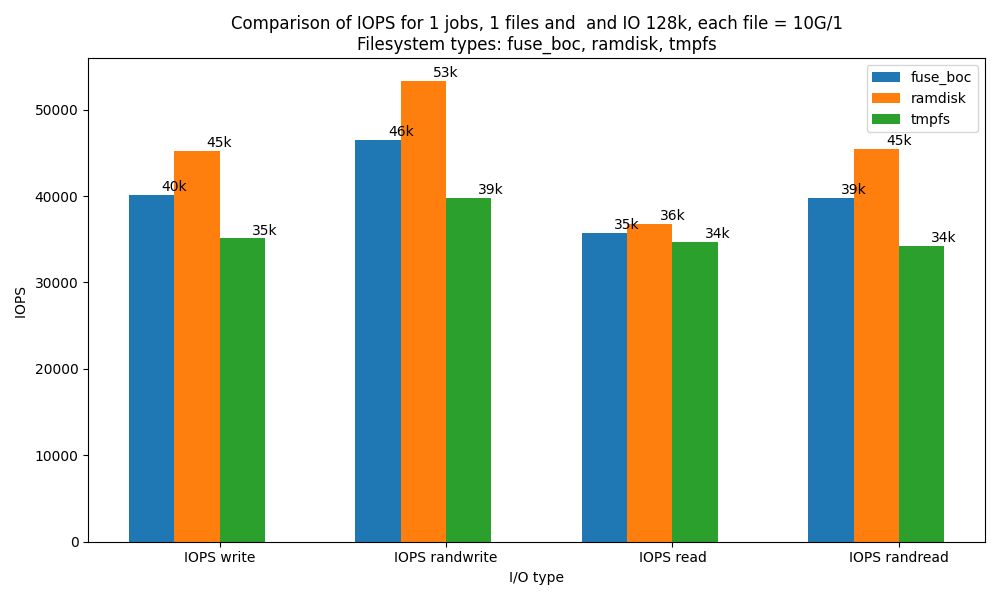 Comparison of IOPS for 1 jobs, 1 files and  and IO 128k, each file = 10G/1
Filesystem types: fuse_boc, ramdisk, tmpfs
fuse_boc
ramdisk
tmpfs
IOPS
50000
40000
30000
20000
10000
0
40k
45k
35k
46k
53k
39k
35k
36k
34k
39k
45k
34k
IOPS write
IOPS randwrite
IOPS read
IOPS randread
I/O type